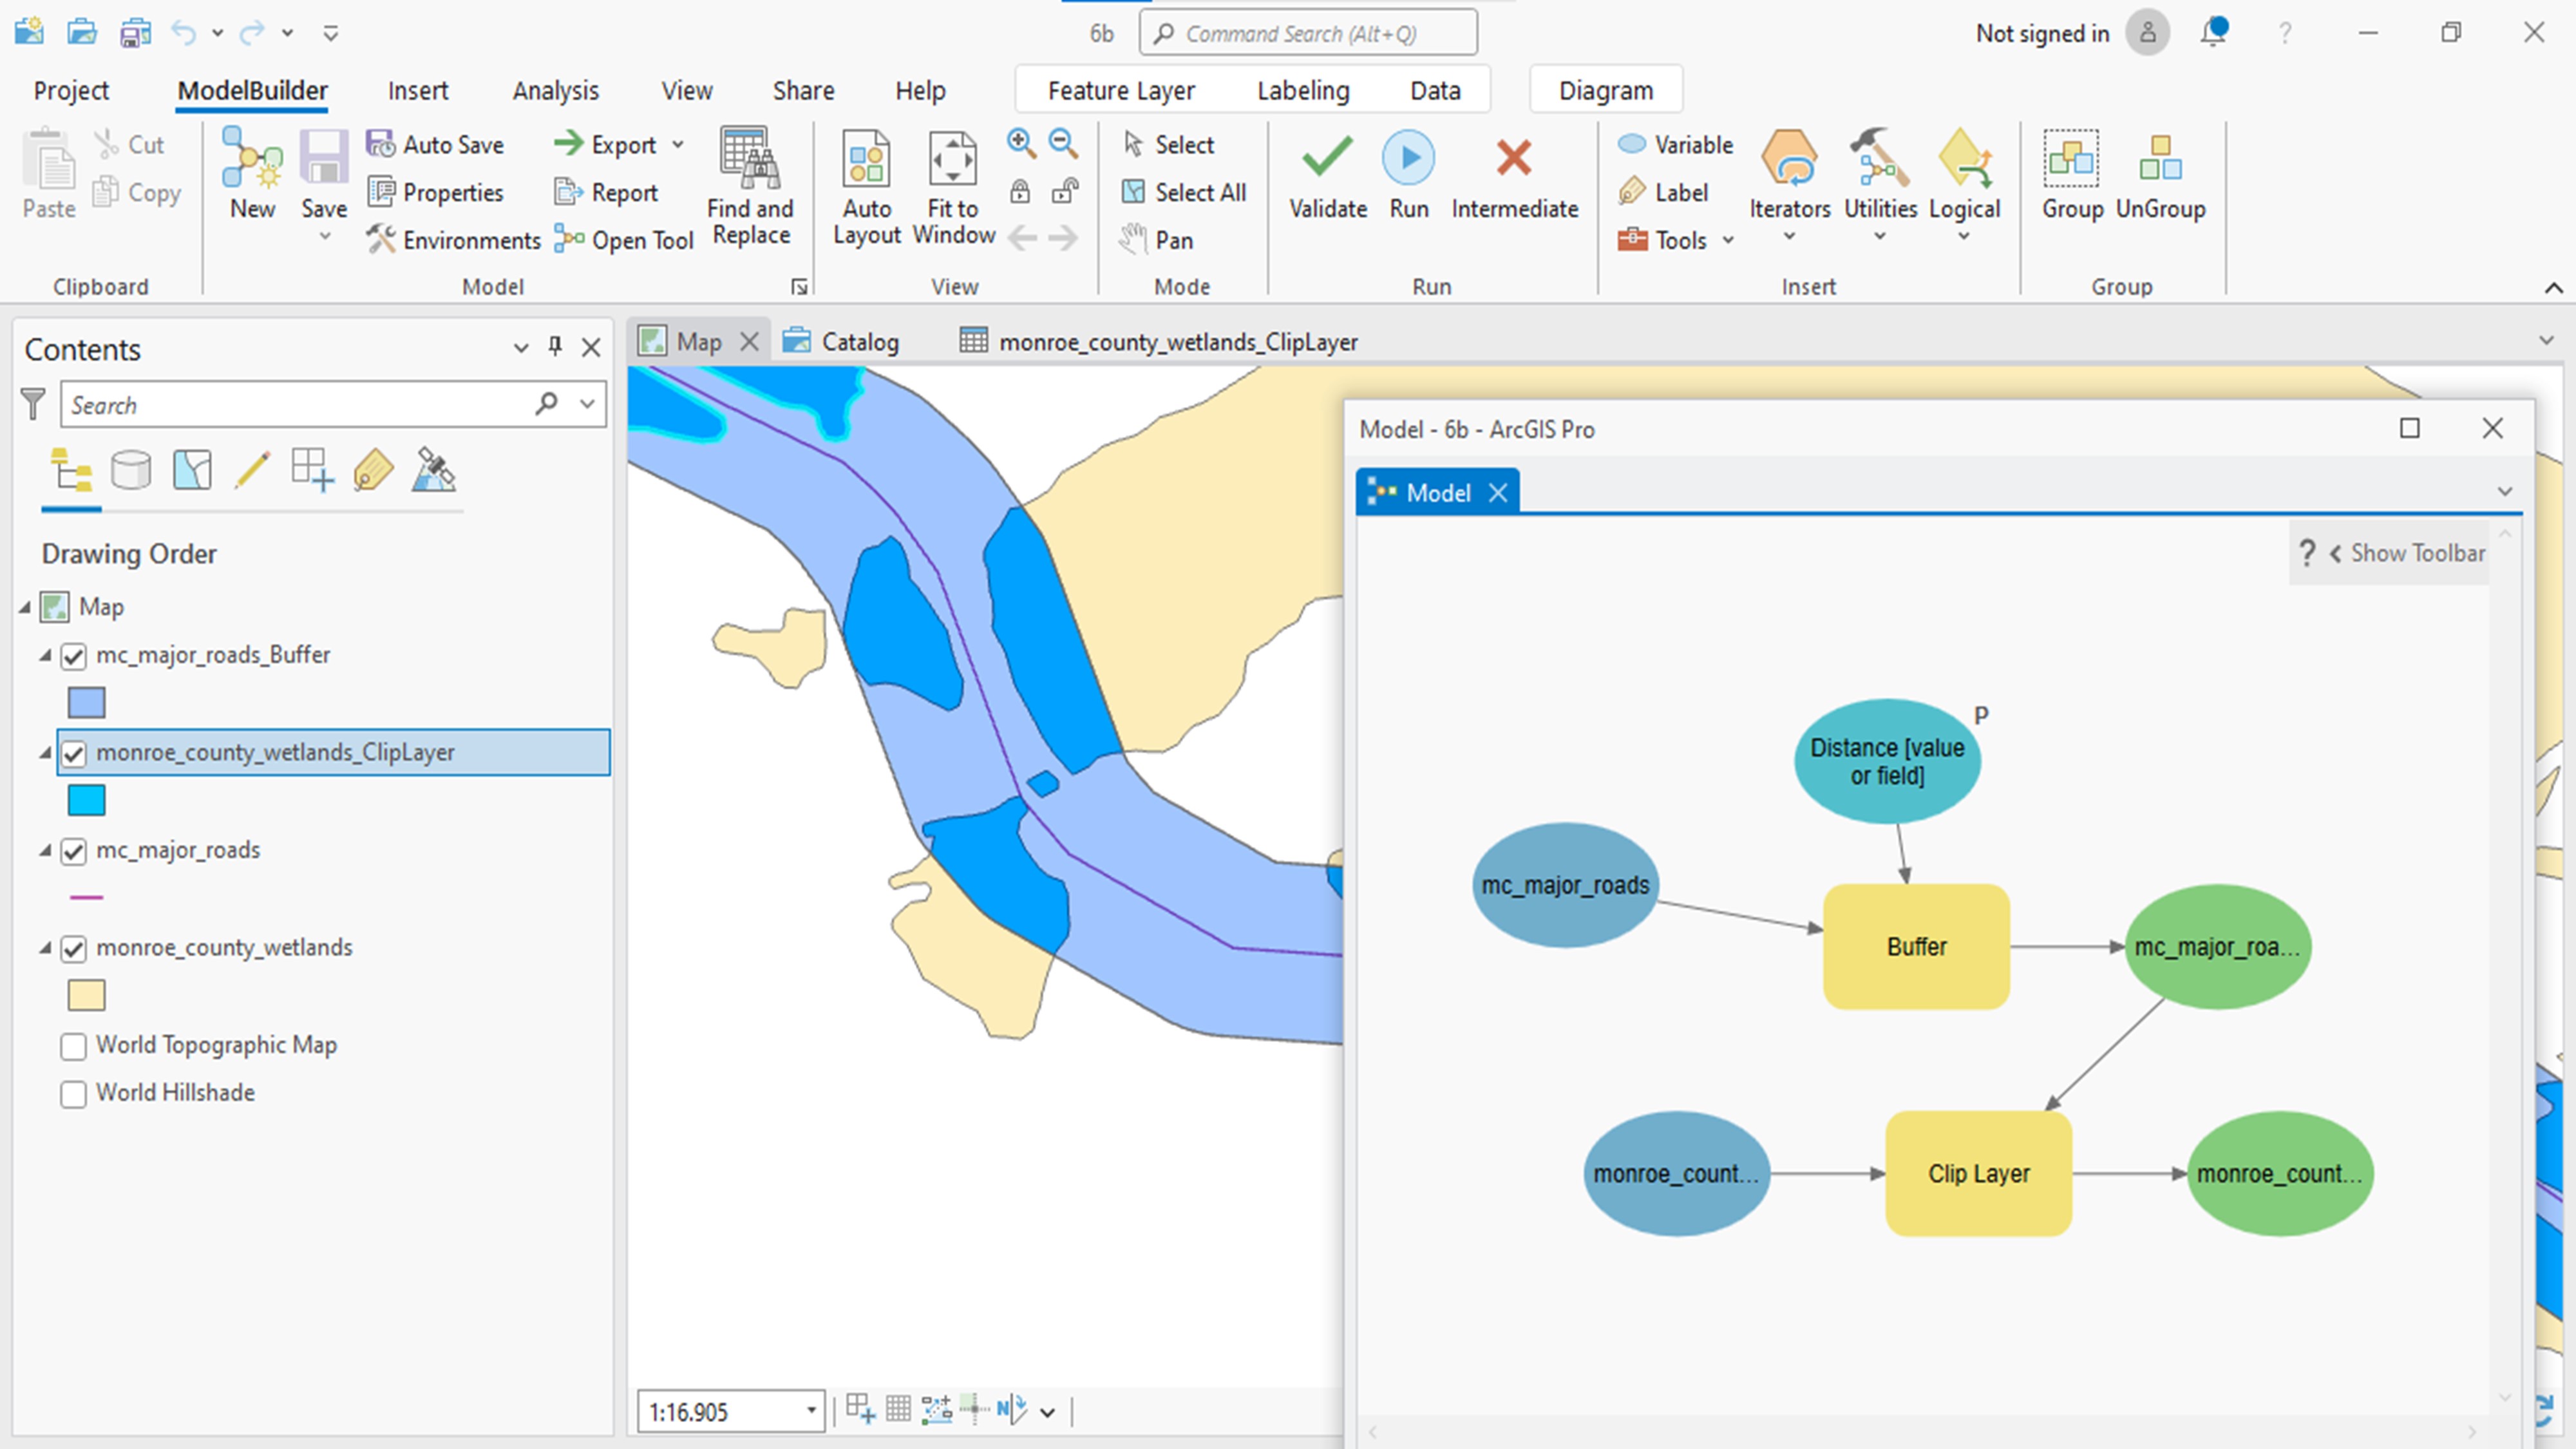 6b
Command Search (Alt+Q)
Not signed in
Project
ModelBuilder
Insert
Analysis
View
Share
Help
Feature Layer
Labeling
Data
Diagram
Paste
Cut
Copy
Clipboard
New
Save
Auto Save
Properties
Environments
Export
Report
Open Tool
Find and
Replace
Model
Auto
Layout
Fit to
Window
View
Select
Select All
Pan
Mode
Validate
Run
Intermediate
Run
Variable
Label
Tools
Iterators
Utilities
Logical
Insert
Group
UnGroup
Group
Contents
Search
Drawing Order
Map
mc_major_roads_Buffer
monroe_county_wetlands_ClipLayer
mc_major_roads
monroe_county_wetlands
World Topographic Map
World Hillshade
Map
Catalog
monroe_county_wetlands_ClipLayer
Model - 6b - ArcGIS Pro
Model
? Show Toolbar
P
Distance [value
or field]
mc_major_roads
Buffer
mc_major_roa...
monroe_count...
Clip Layer
monroe_count...
1:16.905
N